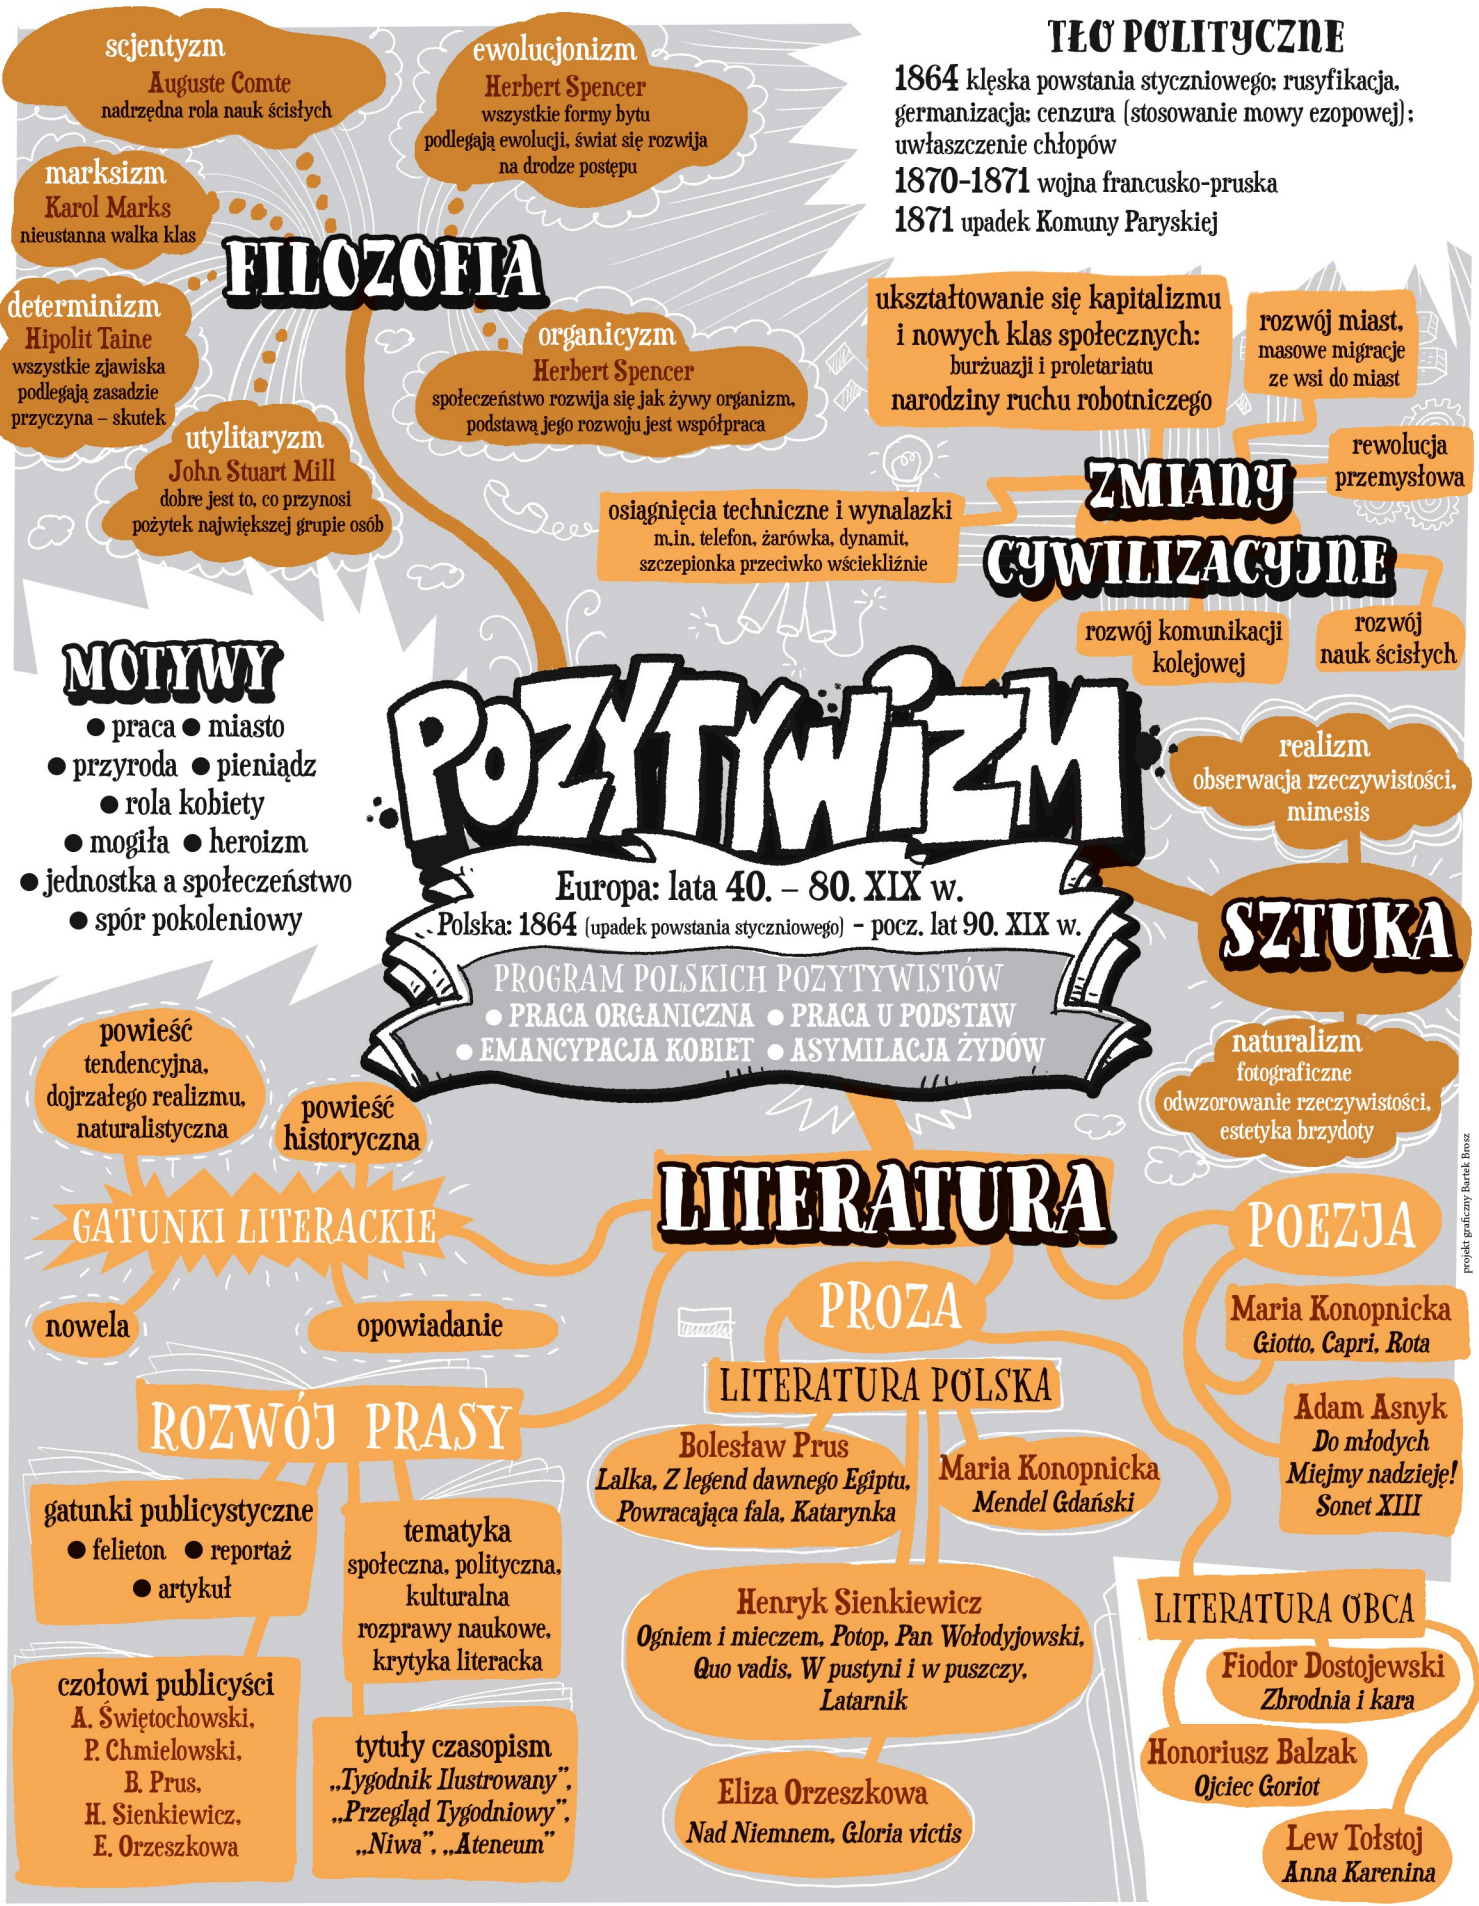 scjentyzm
Auguste Comte
nadrzędna rola nauk ścisłych
ewolucjonizm
Herbert Spencer
wszystkie formy bytu
podlegają ewolucji, świat się rozwija
na drodze postępu
marksizm
Karol Marks
nieustanna walka klas
FILOZOFIA
determinizm
Hipolit Taine
wszystkie zjawiska
podlegają zasadzie
przyczyna – skutek
organicyzm
Herbert Spencer
społeczeństwo rozwija się jak żywy organizm,
podstawą jego rozwoju jest współpraca
utylitaryzm
John Stuart Mill
dobre jest to, co przynosi
pożytek największej grupie osób
TŁO POLITYCZNE
1864 klęska powstania styczniowego; rusyfikacja,
germanizacja; cenzura (stosowanie mowy ezopowej);
uwłaszczenie chłopów
1870-1871 wojna francusko-pruska
1871 upadek Komuny Paryskiej
ukształtowanie się kapitalizmu
i nowych klas społecznych:
burżuazji i proletariatu
narodziny ruchu robotniczego
rozwój miast,
masowe migracje
ze wsi do miast
rewolucja
przemysłowa
ZMIANY
CYWILIZACYJNE
osiągnięcia techniczne i wynalazki
m.in. telefon, żarówka, dynamit,
szczepionka przeciwko wściekliźnie
rozwój komunikacji
kolejowej
rozwój
nauk ścisłych
MOTYWY
● praca ● miasto
● przyroda ● pieniądz
● rola kobiety
● mogiła ● heroizm
● jednostka a społeczeństwo
● spór pokoleniowy
POZYTYWiZM
Europa: lata 40. – 80. XIX w.
Polska: 1864 (upadek powstania styczniowego) – pocz. lat 90. XIX w.
PROGRAM POLSKICH POZYTYWISTÓW
● PRACA ORGANICZNA ● PRACA U PODSTAW
● EMANCYPACJA KOBIET ● ASYMILACJA ŻYDÓW
realizm
obserwacja rzeczywistości,
mimesis
SZTUKA
naturalizm
fotograficzne
odwzorowanie rzeczywistości,
estetyka brzydoty
projekt graficzny Bartek Brosz
powieść
tendencyjna,
dojrzałego realizmu,
naturalistyczna
powieść
historyczna
GATUNKI LITERACKIE
nowela
opowiadanie
LITERATURA
ROZWÓJ PRASY
gatunki publicystyczne
● felieton ● reportaż
● artykuł
czołowi publicyści
A. Świętochowski,
P. Chmielowski,
B. Prus,
H. Sienkiewicz,
E. Orzeszkowa
tematyka
społeczna, polityczna,
kulturalna
rozprawy naukowe,
krytyka literacka
tytuły czasopism
„Tygodnik Ilustrowany”,
„Przegląd Tygodniowy”,
„Niwa”, „Ateneum”
PROZA
LITERATURA POLSKA
Bolesław Prus
Lalka, Z legend dawnego Egiptu,
Powracająca fala, Katarynka
Maria Konopnicka
Mendel Gdański
Henryk Sienkiewicz
Ogniem i mieczem, Potop, Pan Wołodyjowski,
Quo vadis, W pustyni i w puszczy,
Latarnik
Eliza Orzeszkowa
Nad Niemnem, Gloria victis
POEZJA
Maria Konopnicka
Giotto, Capri, Rota
Adam Asnyk
Do młodych
Miejmy nadzieję!
Sonet XIII
LITERATURA OBCA
Fiodor Dostojewski
Zbrodnia i kara
Honoriusz Balzak
Ojciec Goriot
Lew Tołstoj
Anna Karenina